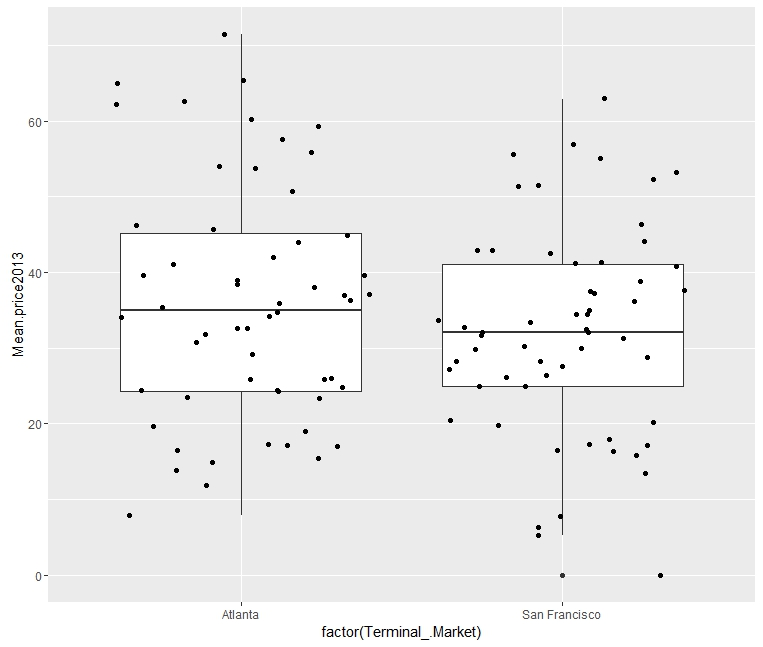 Mean.price2013
60
40
20
0
Atlanta
San Francisco
factor(Terminal_.Market)